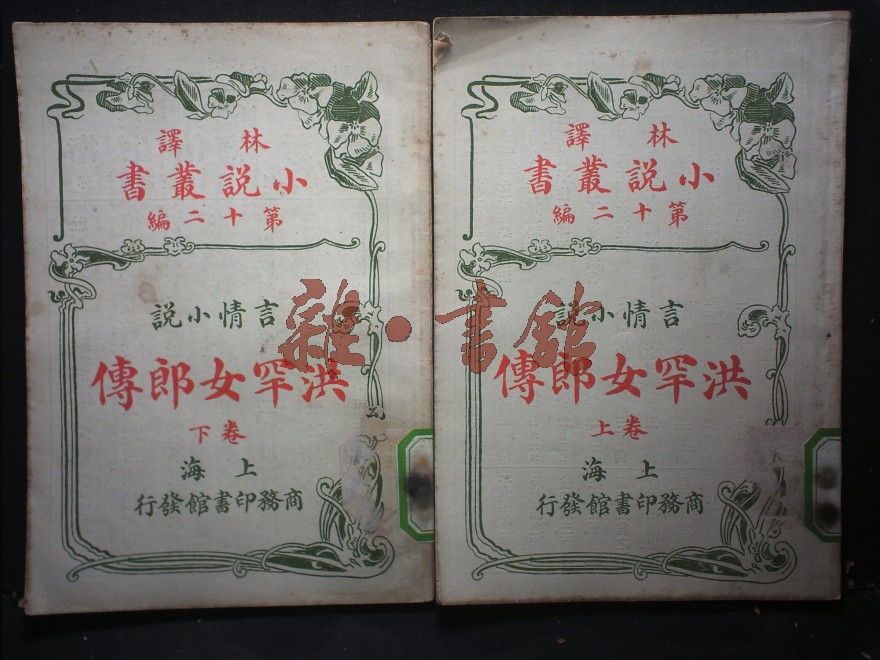 林譯
小說叢書
第十二編
言情小說
洪罕女郎傳
卷上
上海
商務印書館發行
林譯
小說叢書
第十二編
言情小說
洪罕女郎傳
卷下
上海
商務印書館發行
雜·書館